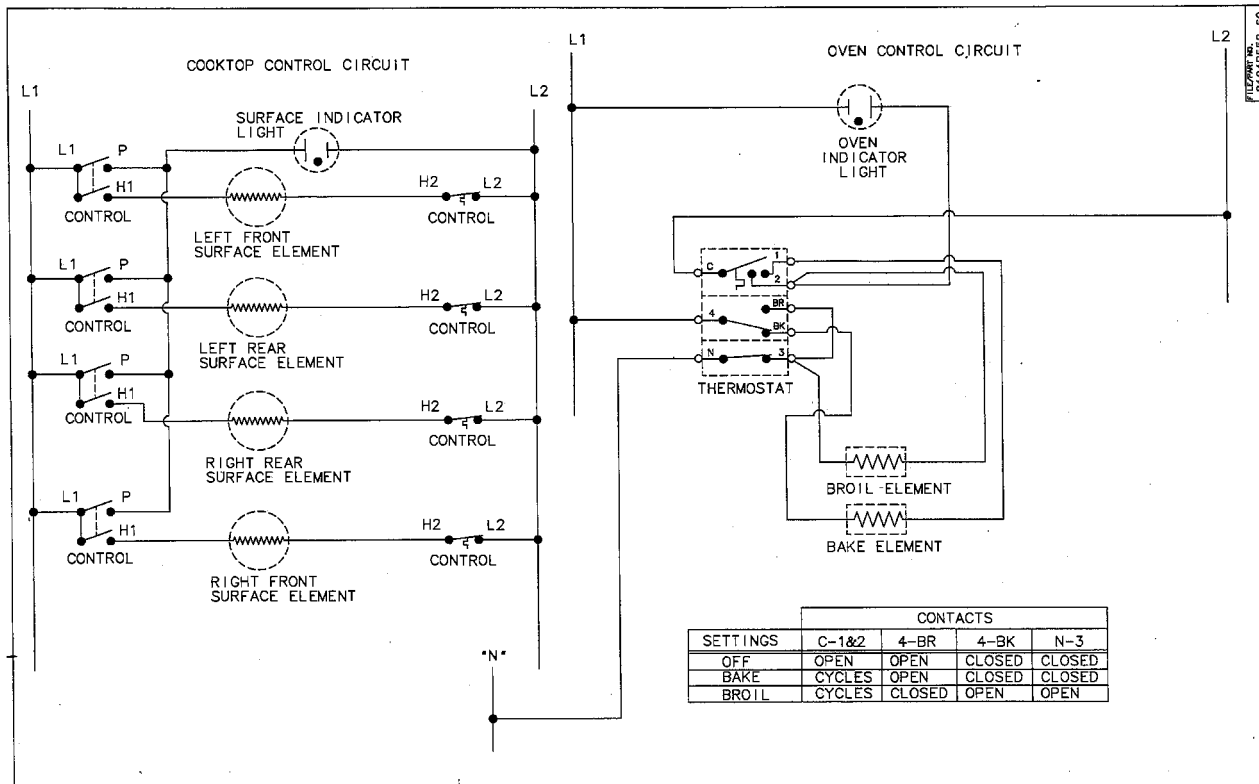 FILE/PART NO.
COOKTOP CONTROL CIRCUIT
L1
L2
SURFACE INDICATOR
LIGHT
L1 P
H1
CONTROL
LEFT FRONT
SURFACE ELEMENT
H2 L2
CONTROL
L1 P
H1
CONTROL
LEFT REAR
SURFACE ELEMENT
H2 L2
CONTROL
L1 P
H1
CONTROL
RIGHT REAR
SURFACE ELEMENT
H2 L2
CONTROL
L1 P
H1
CONTROL
RIGHT FRONT
SURFACE ELEMENT
H2 L2
CONTROL
"N"
OVEN CONTROL CIRCUIT
L1
L2
OVEN
INDICATOR
LIGHT
C 1
2
4 BR
BK
N 3
THERMOSTAT
BROIL ELEMENT
BAKE ELEMENT
CONTACTS
SETTINGS C-1&2 4-BR 4-BK N-3
OFF OPEN OPEN CLOSED CLOSED
BAKE CYCLES OPEN CLOSED CLOSED
BROIL CYCLES CLOSED OPEN OPEN